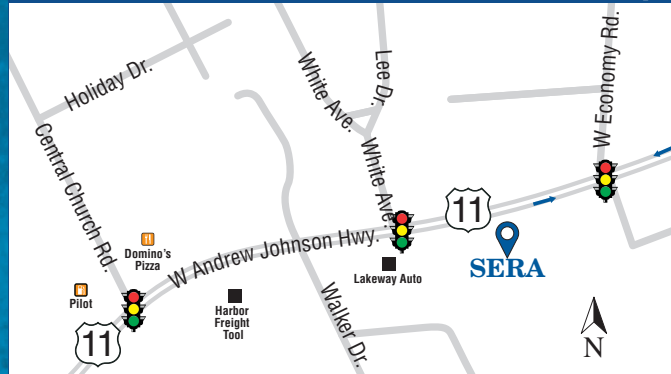 Holiday Dr.
White Ave.
Lee Dr.
W Economy Rd.
Central Church Rd.
White Ave.
11
Domino's
Pizza
W Andrew Johnson Hwy.
SERA
Lakeway Auto
Pilot
Harbor
Freight
Tool
Walker Dr.
11
N